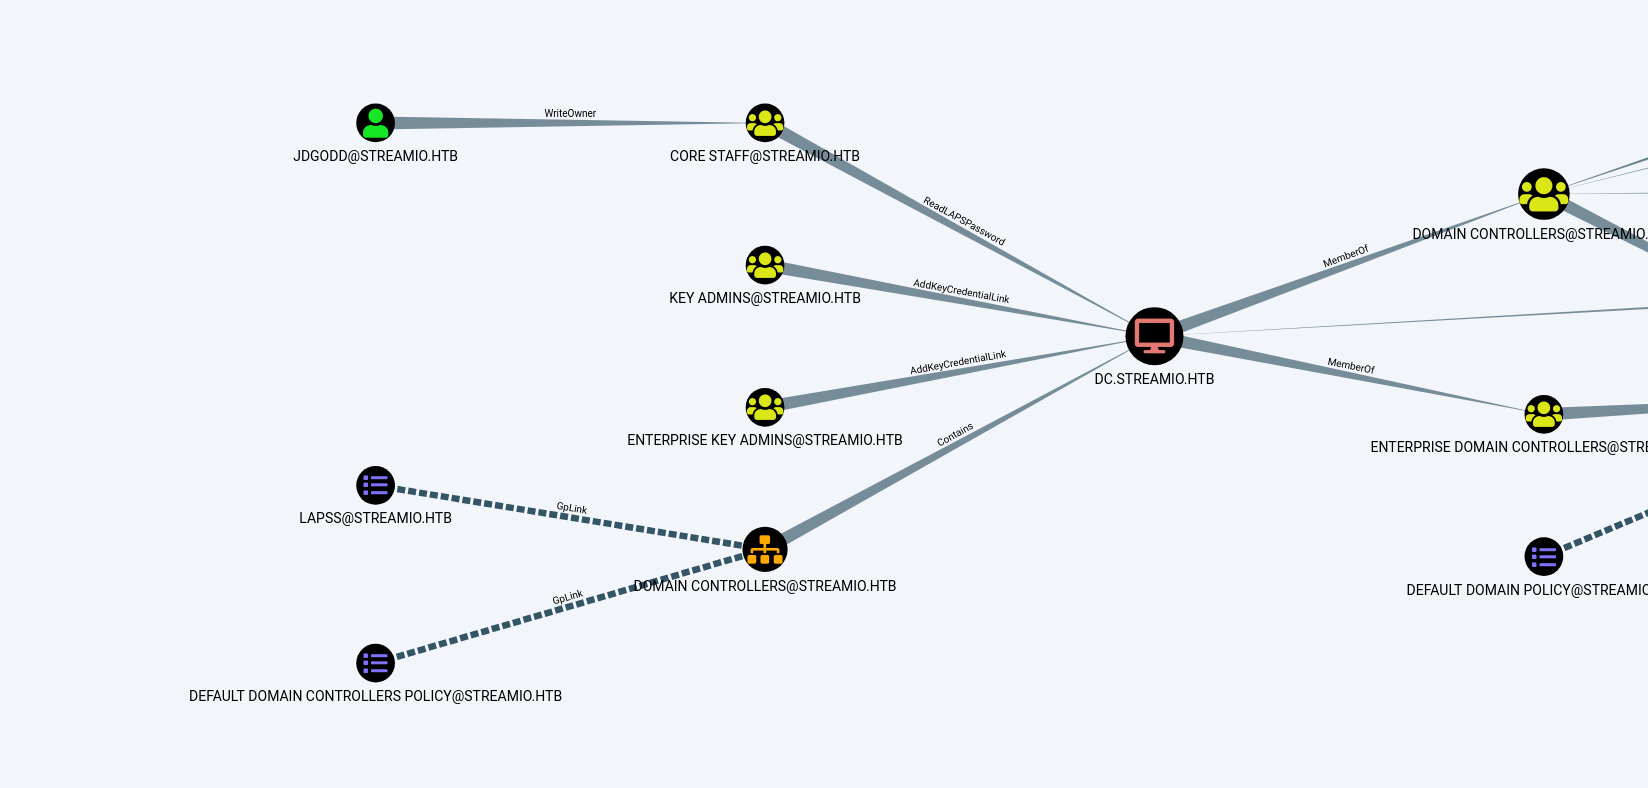 WriteOwner
JDGODD@STREAMIO.HTB
CORE STAFF@STREAMIO.HTB
ReadLAPSPassword
DOMAIN CONTROLLERS@STREAMIO.
MemberOf
AddKeyCredentialLink
KEY ADMINS@STREAMIO.HTB
AddKeyCredentialLink
MemberOf
DC.STREAMIO.HTB
ENTERPRISE KEY ADMINS@STREAMIO.HTB
Contains
ENTERPRISE DOMAIN CONTROLLERS@STRE
GpLink
LAPSS@STREAMIO.HTB
DOMAIN CONTROLLERS@STREAMIO.HTB
GpLink
DEFAULT DOMAIN POLICY@STREAMIO
DEFAULT DOMAIN CONTROLLERS POLICY@STREAMIO.HTB